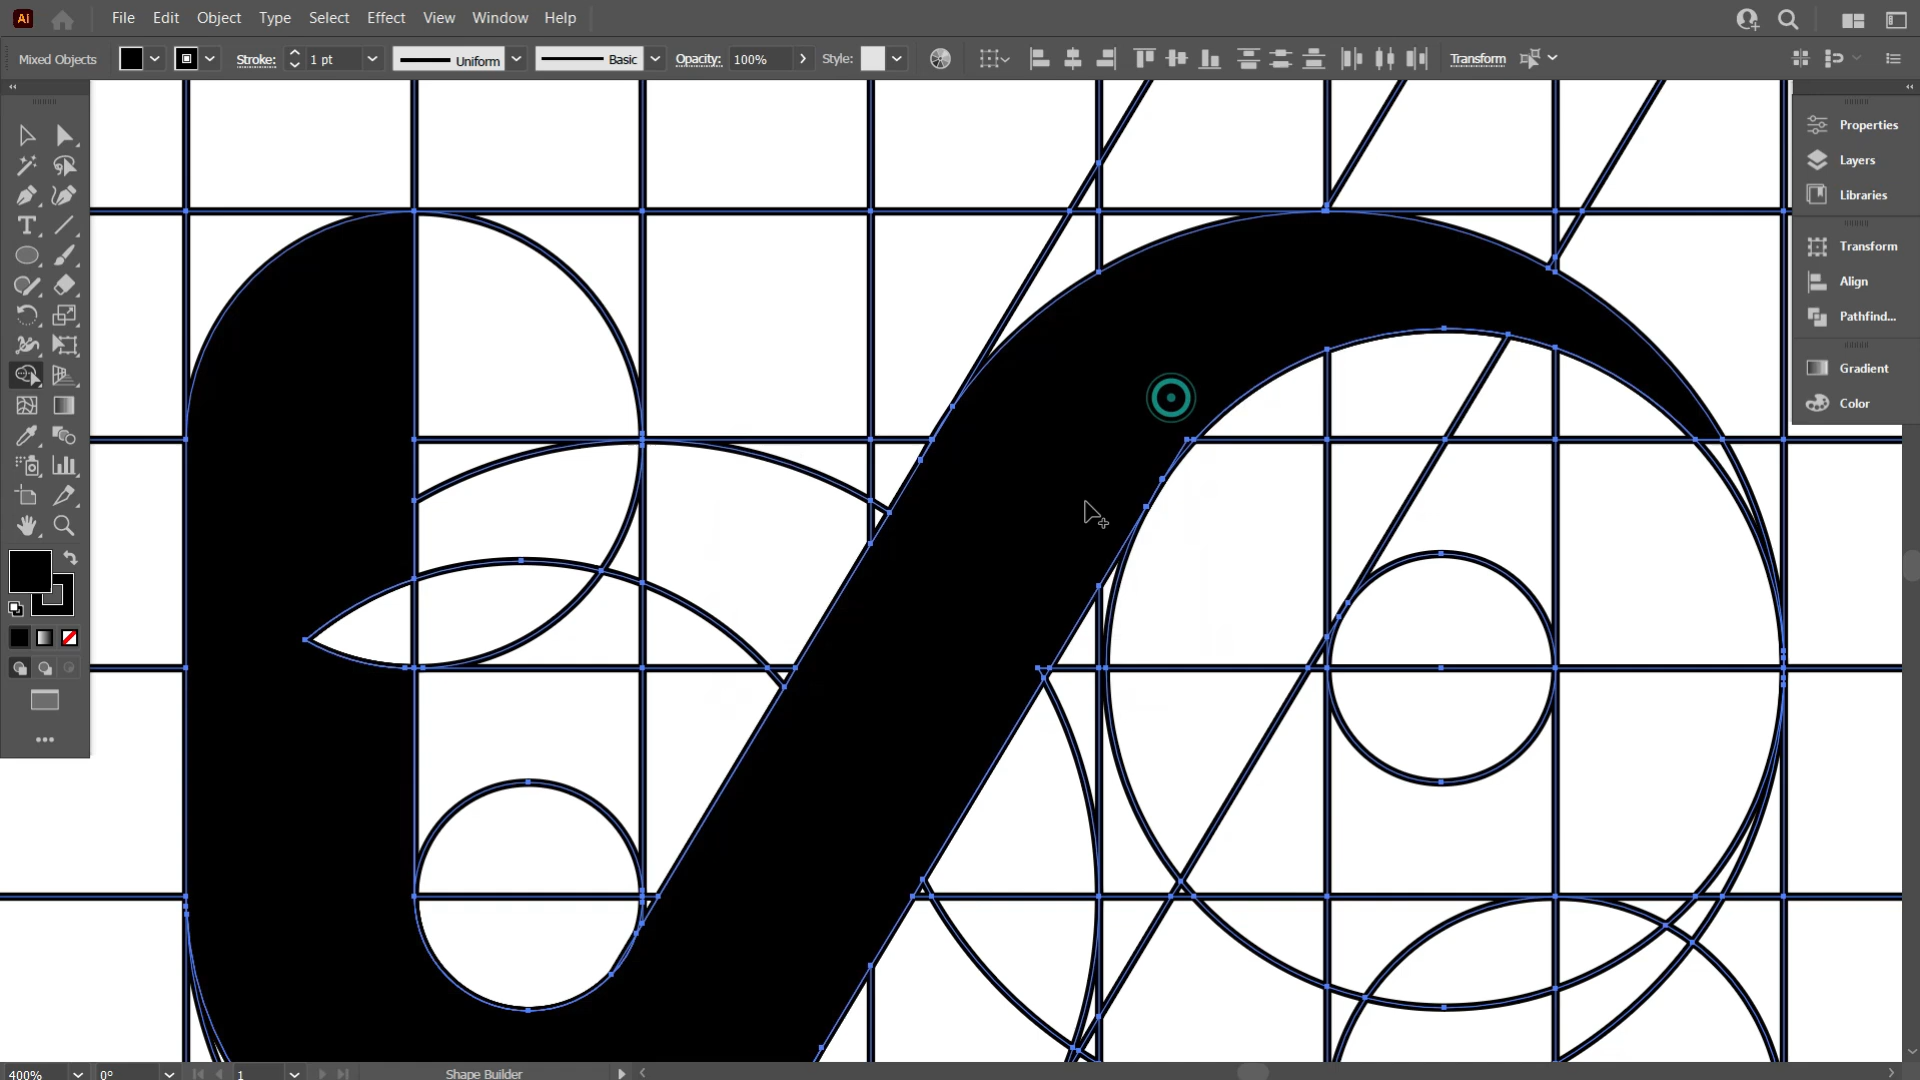 Ai File Edit Object Type Select Effect View Window Help
Mixed Objects Stroke: 1 pt Uniform Basic Opacity: 100% Style: Transform
Properties
Layers
Libraries
Transform
Align
Pathfind...
Gradient
Color
400% 0° 1 Shape Builder